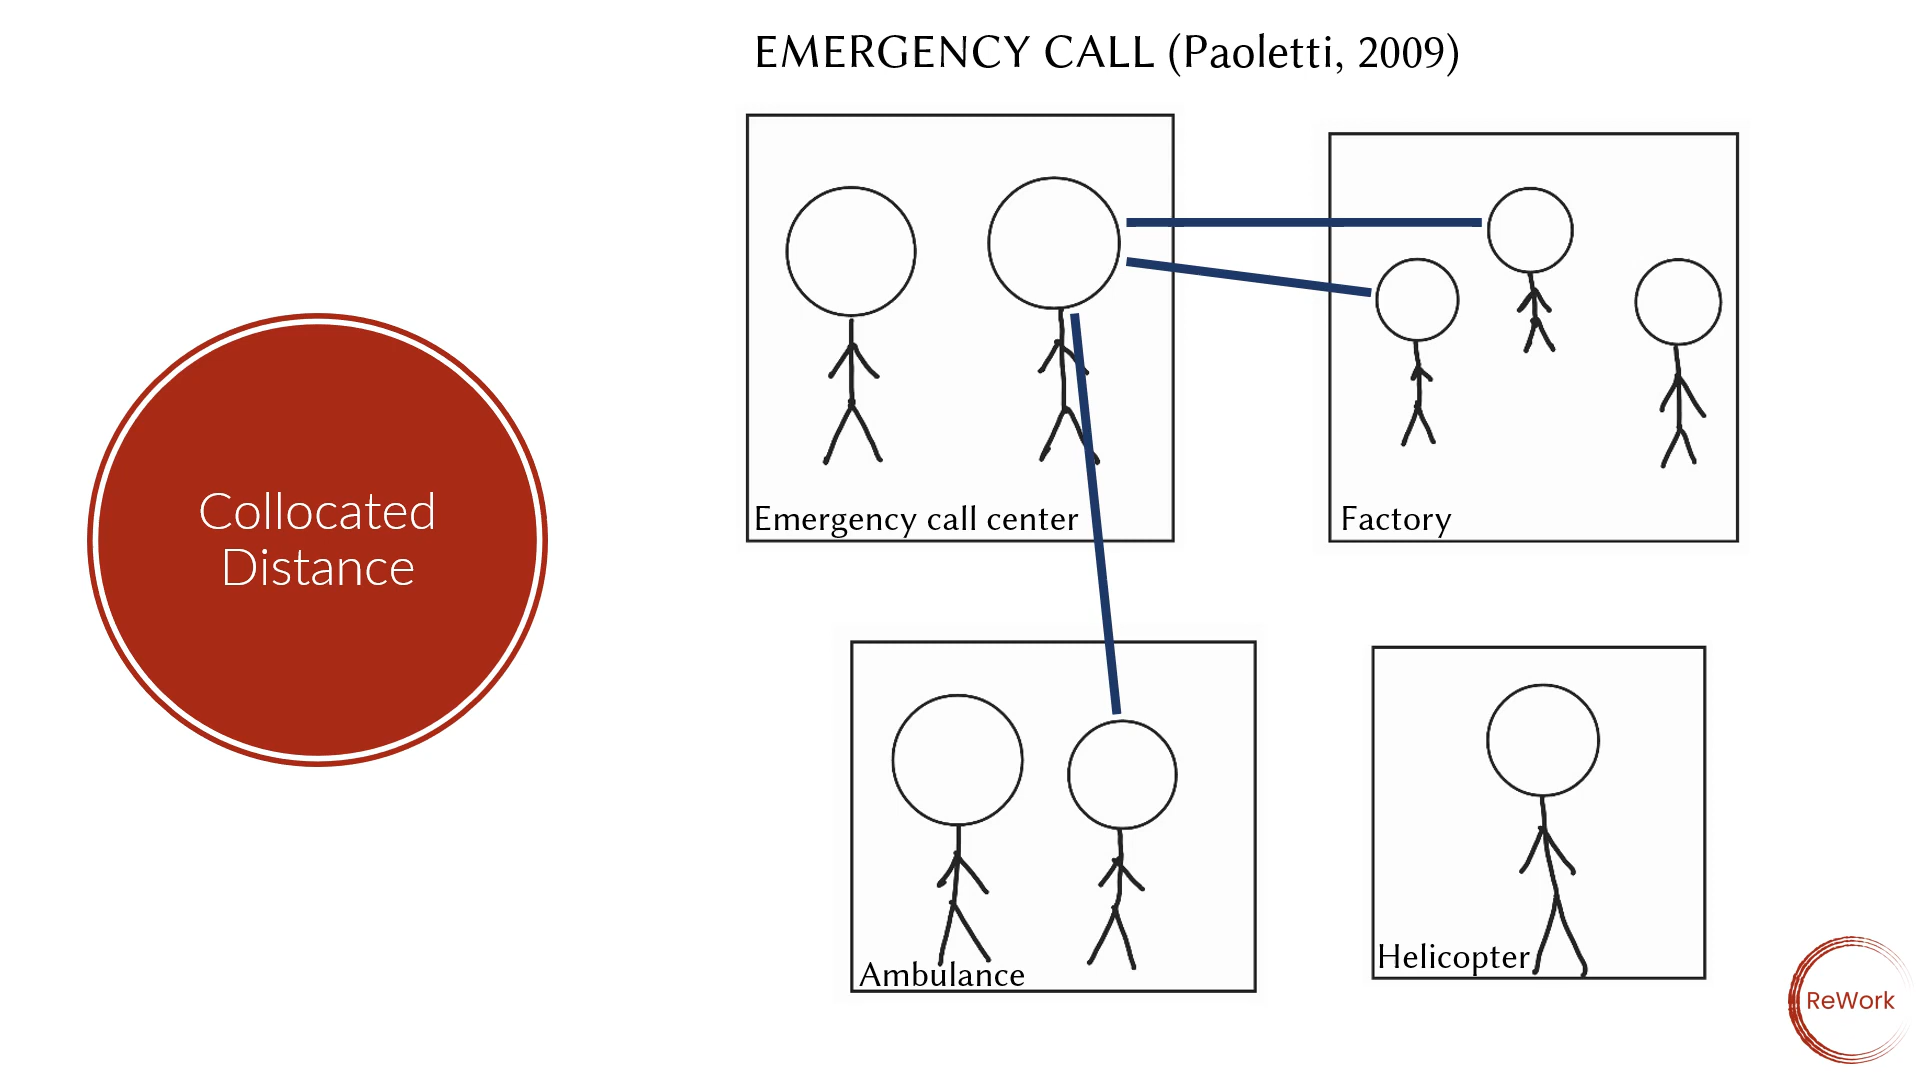 EMERGENCY CALL (Paoletti, 2009)
Collocated
Distance
Emergency call center
Factory
Ambulance
Helicopter
ReWork